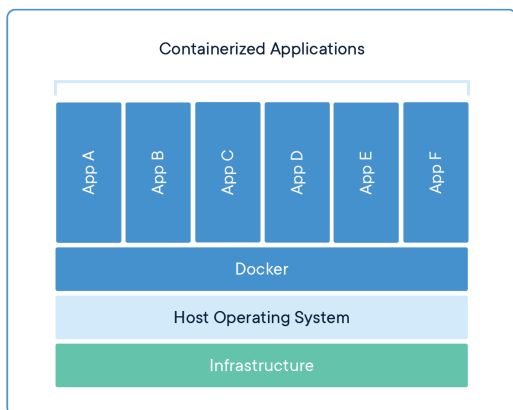 Containerized Applications
App A
App B
App C
App D
App E
App F
Docker
Host Operating System
Infrastructure